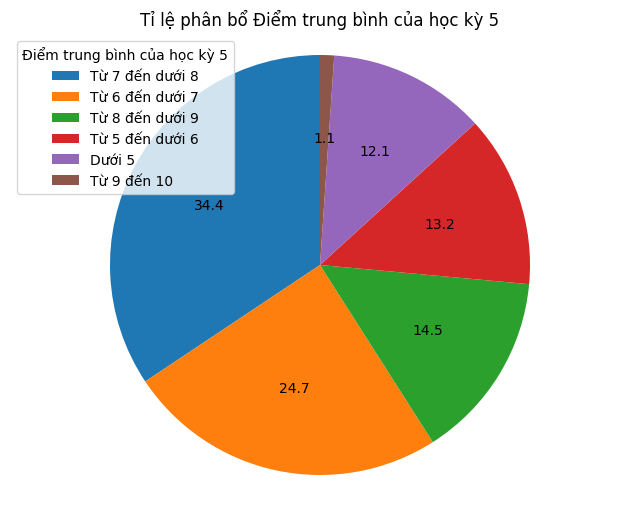 Tỉ lệ phân bổ Điểm trung bình của học kỳ 5
Điểm trung bình của học kỳ 5
Từ 7 đến dưới 8
Từ 6 đến dưới 7
Từ 8 đến dưới 9
Từ 5 đến dưới 6
Dưới 5
Từ 9 đến 10
1.1
12.1
34.4
13.2
14.5
24.7